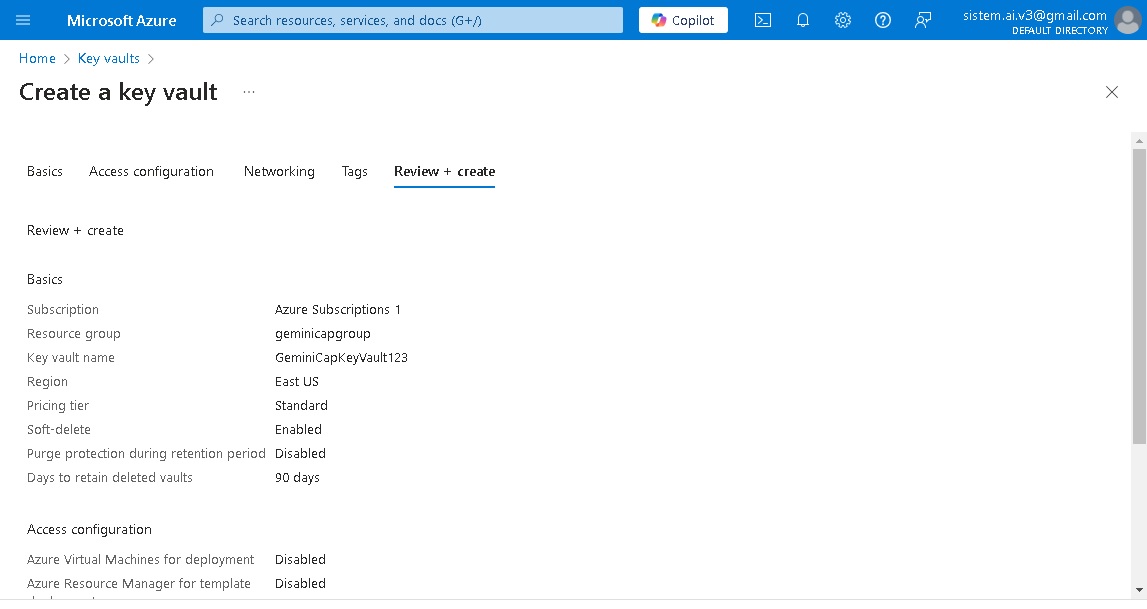 Microsoft Azure
Search resources, services, and docs (G+/)
Copilot
sistem.ai.v3@gmail.com
DEFAULT DIRECTORY
Home > Key vaults >
Create a key vault ...
Basics Access configuration Networking Tags Review + create
Review + create
Basics
Subscription Azure Subscriptions 1
Resource group geminicapgroup
Key vault name GeminiCapKeyVault123
Region East US
Pricing tier Standard
Soft-delete Enabled
Purge protection during retention period Disabled
Days to retain deleted vaults 90 days
Access configuration
Azure Virtual Machines for deployment Disabled
Azure Resource Manager for template Disabled